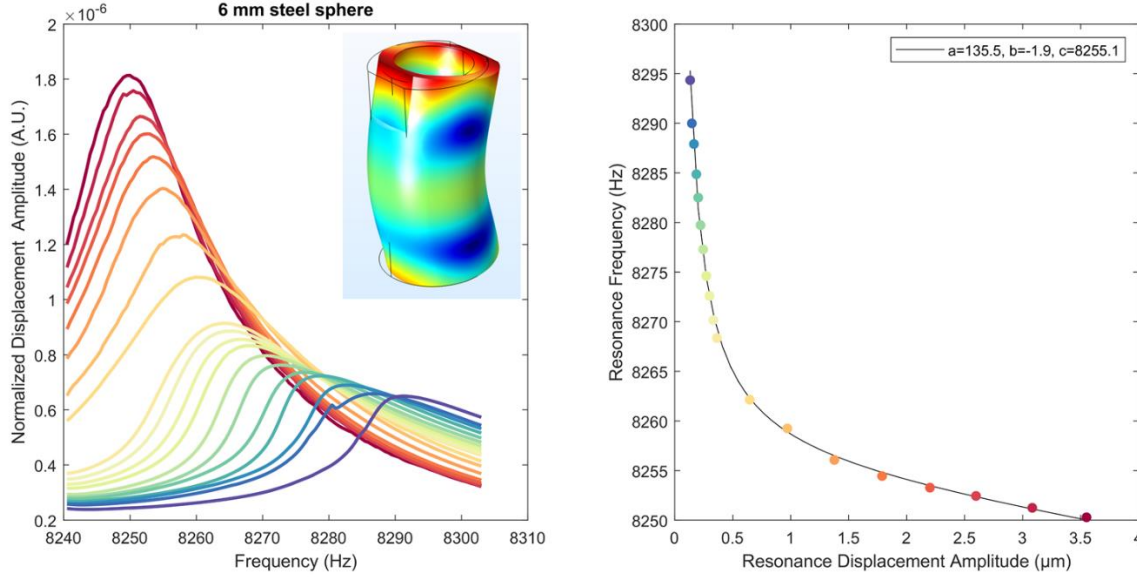 6 mm steel sphere
×10⁻⁶
2
1.8
1.6
1.4
1.2
1
0.8
0.6
0.4
0.2
8240 8250 8260 8270 8280 8290 8300 8310
Frequency (Hz)
Normalized Displacement Amplitude (A.U.)
8300
8295
8290
8285
8280
8275
8270
8265
8260
8255
8250
a=135.5, b=-1.9, c=8255.1
0 0.5 1 1.5 2 2.5 3 3.5 4
Resonance Displacement Amplitude (μm)
Resonance Frequency (Hz)